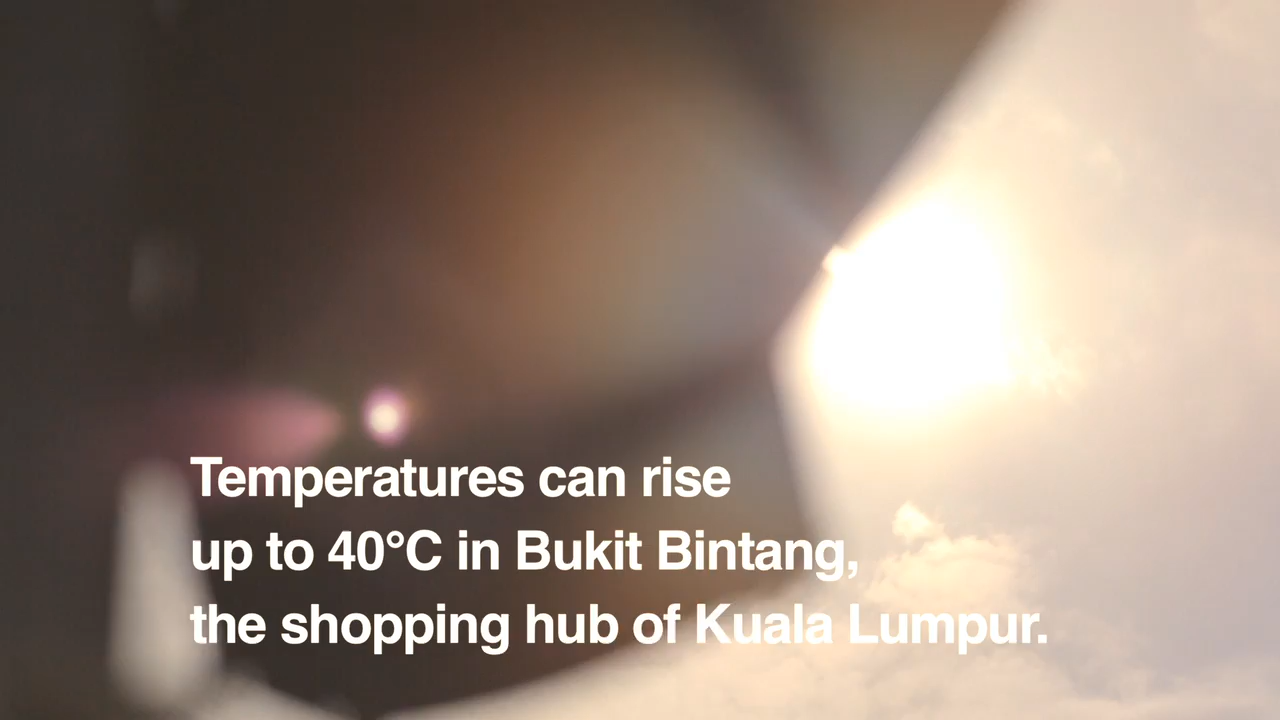 Temperatures can rise
up to 40°C in Bukit Bintang,
the shopping hub of Kuala Lumpur.